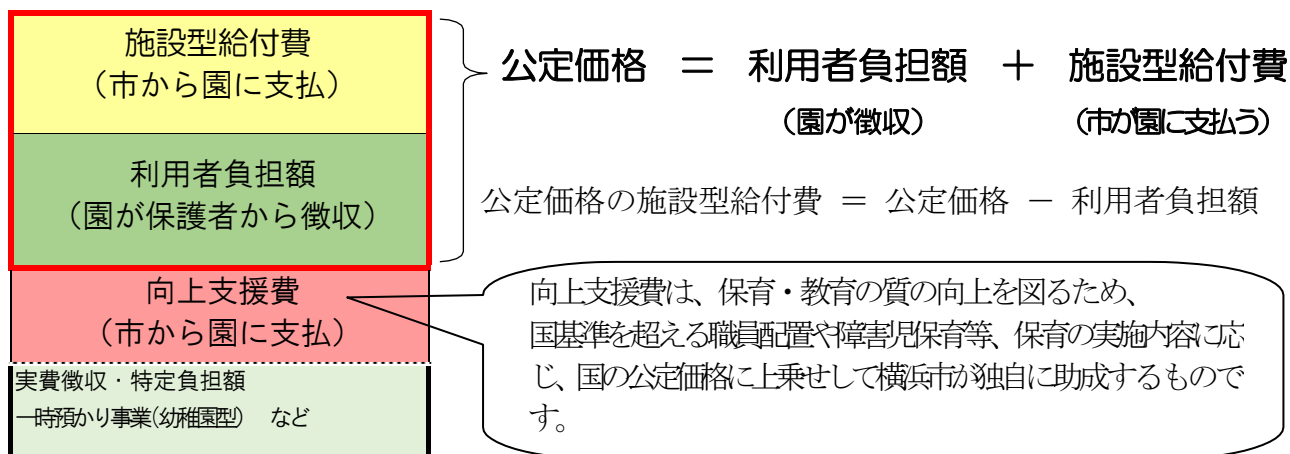 施設型給付費
（市から園に支払）
利用者負担額
（園が保護者から徴収）
向上支援費
（市から園に支払）
実費徴収・特定負担額
一時預かり事業(幼稚園型)　など
公定価格　＝　利用者負担額　＋　施設型給付費
（園が徴収）　（市が園に支払う）
公定価格の施設型給付費　＝　公定価格　－　利用者負担額
向上支援費は、保育・教育の質の向上を図るため、
国基準を超える職員配置や障害児保育等、保育の実施内容に応
じ、国の公定価格に上乗せして横浜市が独自に助成するもので
す。